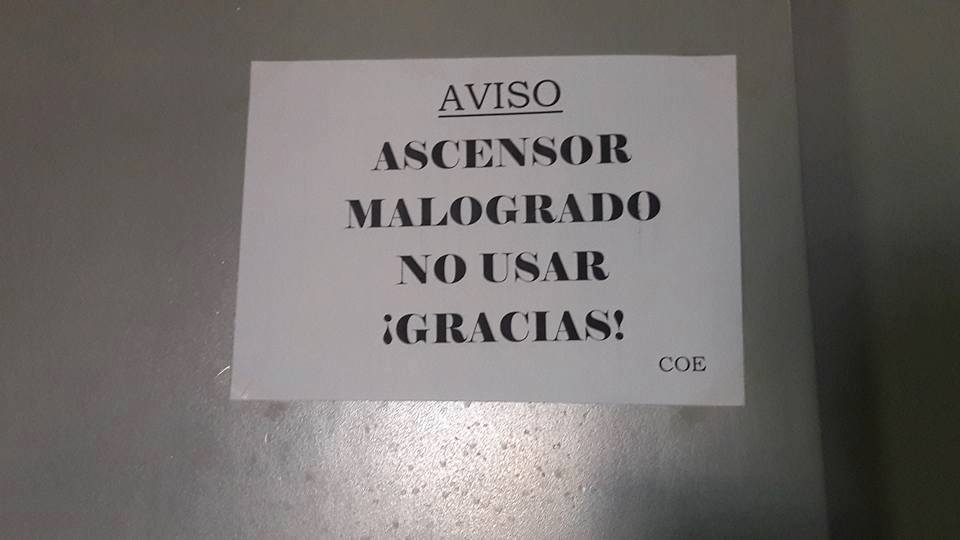 AVISO
ASCENSOR
MALOGRADO
NO USAR
¡GRACIAS!
COE